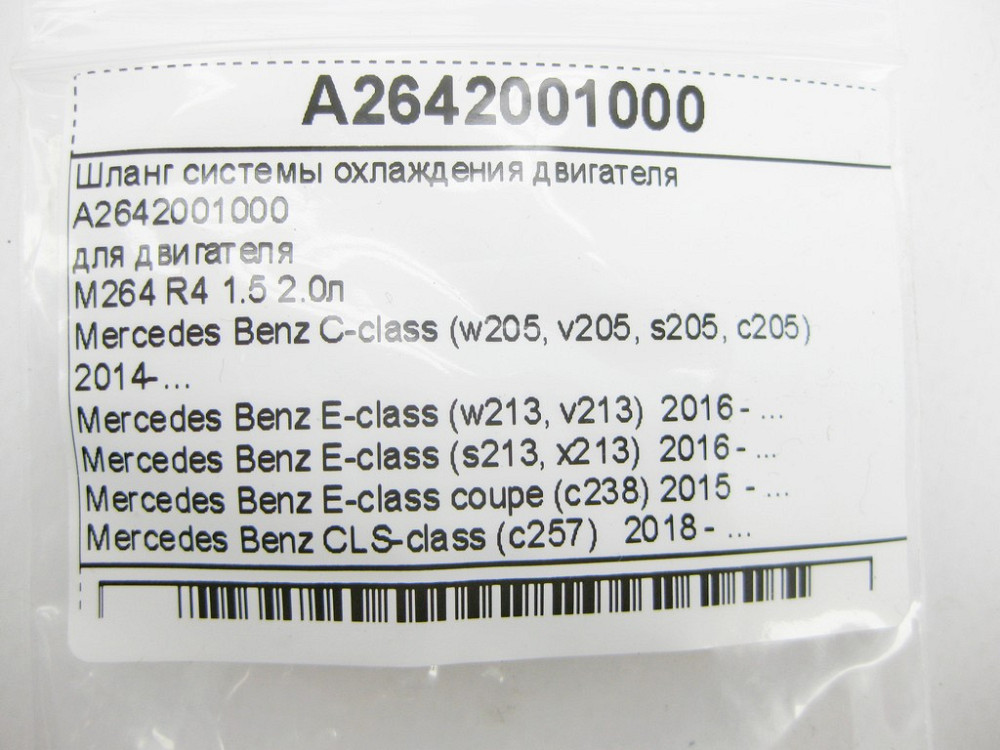 A2642001000
Шланг системы охлаждения двигателя
A2642001000
для двигателя
M264 R4 1.5 2.0л
Mercedes Benz C-class (w205, v205, s205, c205)
2014-...
Mercedes Benz E-class (w213, v213) 2016- ...
Mercedes Benz E-class (s213, x213) 2016- ...
Mercedes Benz E-class coupe (c238) 2015 - ...
Mercedes Benz CLS-class (c257) 2018- ...